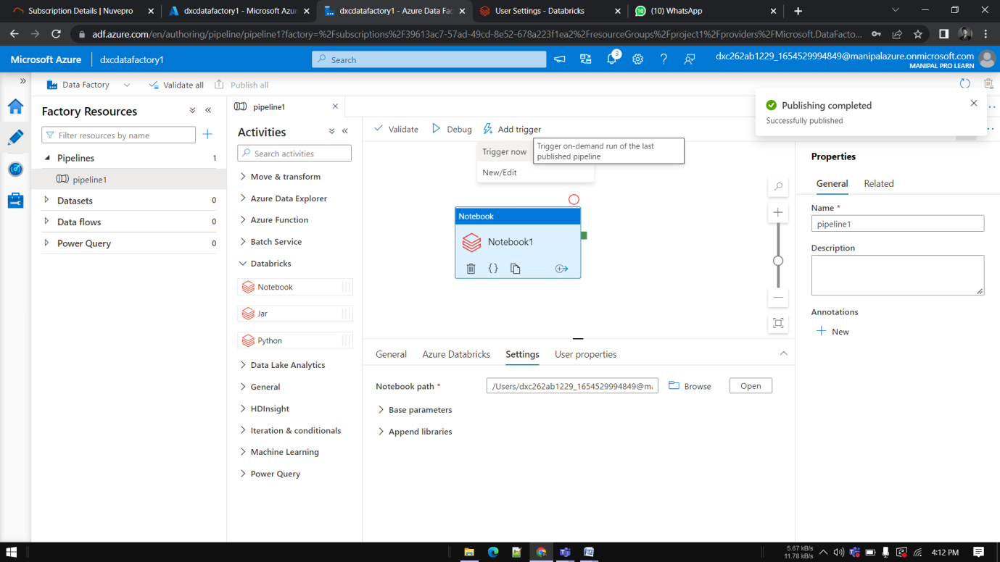 Subscription Details | Nuvepro
dxcdatafactory1 - Microsoft Azur
dxcdatafactory1 - Azure Data Fac
User Settings - Databricks
(10) WhatsApp
adf.azure.com/en/authoring/pipeline/pipeline1?factory=%2Fsubscriptions%2F39613ac7-57ad-49cd-8e52-678a223f1ea2%2FresourceGroups%2Fproject1%2Fproviders%2FMicrosoft.DataFacto...
Microsoft Azure
dxcdatafactory1
Search
3
dxc262ab1229_1654529994849@manipalazure.onmicrosoft.com
MANIPAL PRO LEARN
Data Factory
Validate all
Publish all
Publishing completed
Successfully published
Factory Resources
Filter resources by name
Pipelines 1
pipeline1
Datasets 0
Data flows 0
Power Query 0
pipeline1
Activities
Search activities
Move & transform
Azure Data Explorer
Azure Function
Batch Service
Databricks
Notebook
Jar
Python
Data Lake Analytics
General
HDInsight
Iteration & conditionals
Machine Learning
Power Query
Validate
Debug
Add trigger
Trigger now
New/Edit
Trigger on-demand run of the last
published pipeline
Notebook
Notebook1
{}
General
Azure Databricks
Settings
User properties
Notebook path *
/Users/dxc262ab1229_1654529994849@m
Browse
Open
Base parameters
Append libraries
Properties
General
Related
Name *
pipeline1
Description
Annotations
New
5.67 kB/s
11.78 kB/s
4:12 PM